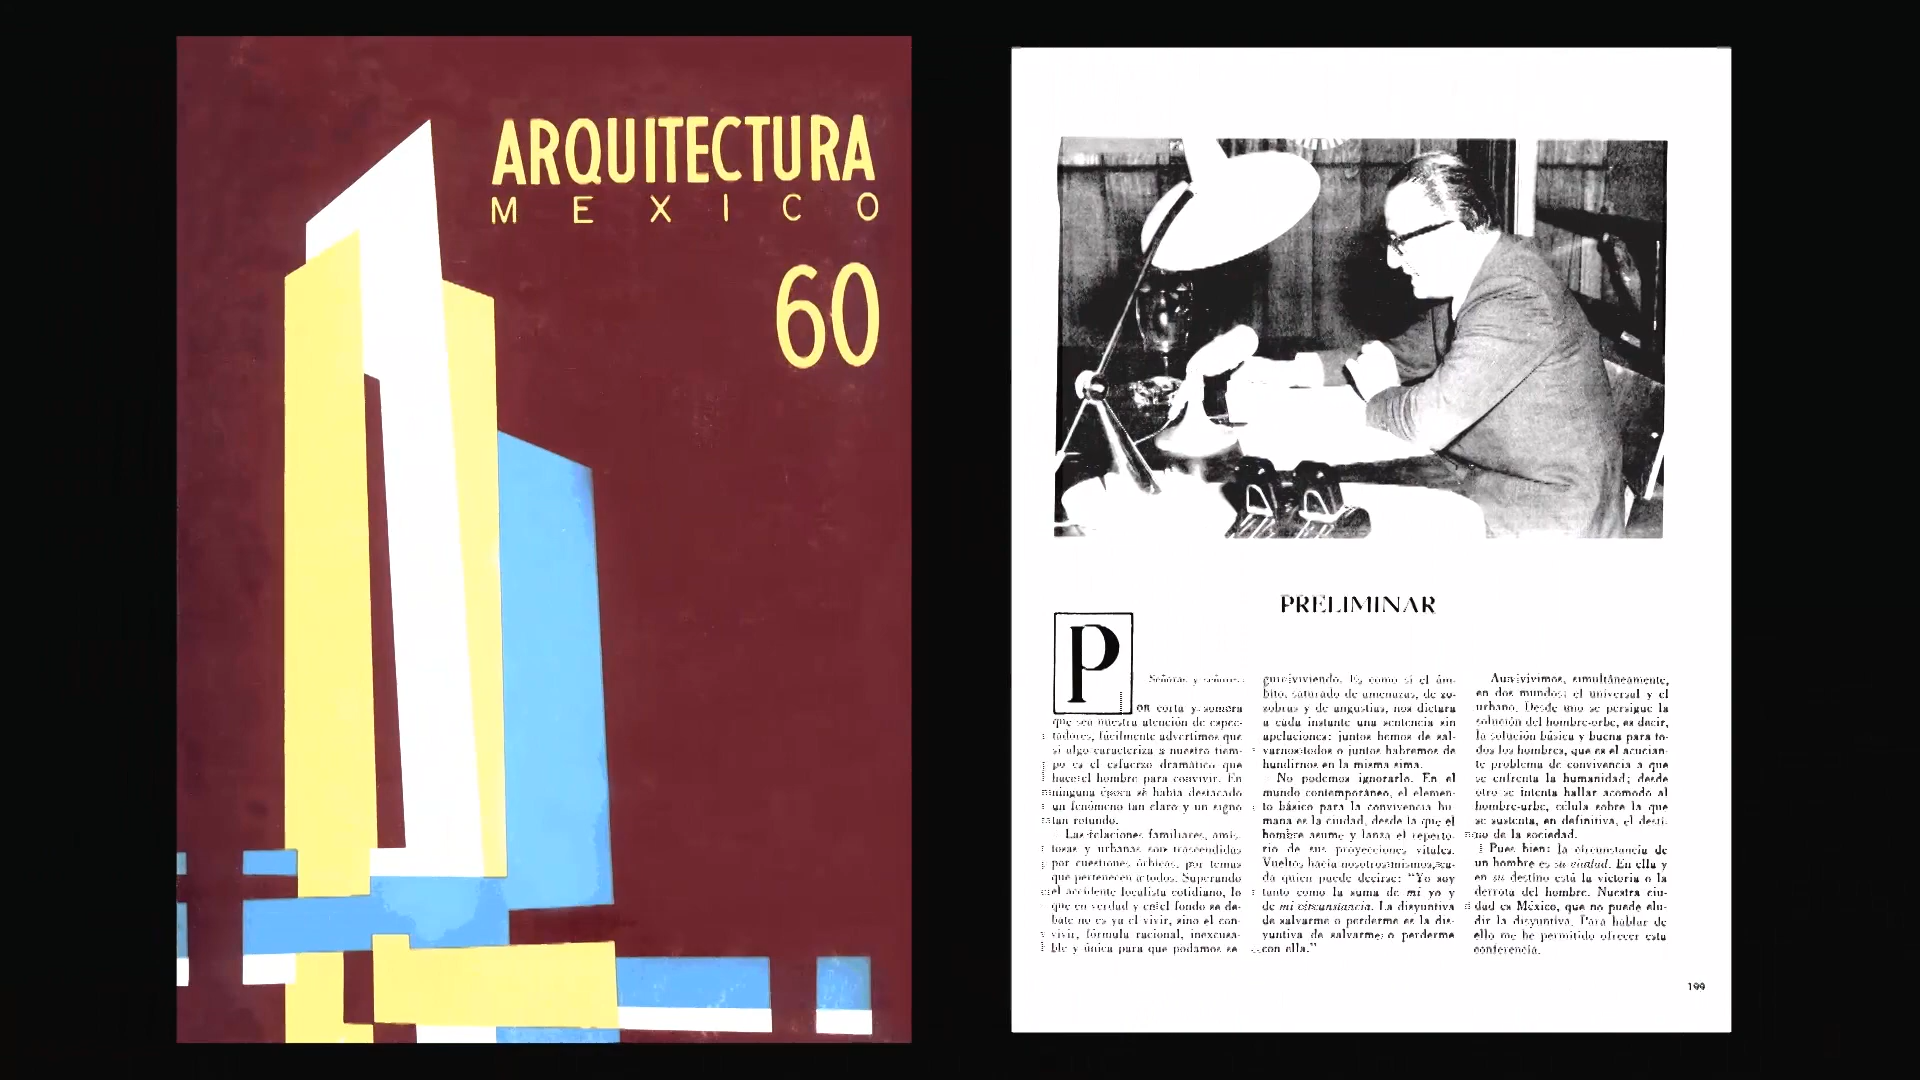 ARQUITECTURA
MEXICO
60
PRELIMINAR
P
Señoras y señores:
OR corta y somera
que sea nuestra atención de espec-
tadores, fácilmente advertimos que
si algo caracteriza a nuestro tiem-
po es el esfuerzo dramático que
hace el hombre para convivir. En
ninguna época se había destacado
un fenómeno tan claro y un signo
tan rotundo.
Las relaciones familiares, amis-
tosas y urbanas son trascendidas
por cuestiones órbicas, por temas
que pertenecen a todos. Superando
el accidente localista cotidiano, lo
que en verdad y en el fondo se de-
bate no es ya el vivir, sino el con-
vivir, fórmula racional, inexcusa-
ble y única para que podamos se-
guir viviendo. Es como si el ám-
bito, saturado de amenazas, de zo-
zobras y de angustias, nos dictara
a cada instante una sentencia sin
apelaciones: juntos hemos de sal-
varnos todos o juntos habremos de
hundirnos en la misma sima.
No podemos ignorarlo. En el
mundo contemporáneo, el elemen-
to básico para la convivencia hu-
mana es la ciudad, desde la que el
hombre asume y lanza el reperto-
rio de sus proyecciones vitales.
Vueltos hacia nosotros mismos, ca-
da quien puede decirse: "Yo soy
tanto como la suma de mi yo y
de mi circunstancia. La disyuntiva
de salvarme o perderme es la dis-
yuntiva de salvarme o perderme
con ella."
Aun vivimos, simultáneamente,
en dos mundos: el universal y el
urbano. Desde uno se persigue la
solución del hombre-orbe, es decir,
la solución básica y buena para to-
dos los hombres, que es el acucian-
te problema de convivencia a que
se enfrenta la humanidad; desde
otro se intenta hallar acomodo al
hombre-urbe, célula sobre la que
se sustenta, en definitiva, el desti-
no de la sociedad.
Pues bien: la circunstancia de
un hombre es su ciudad. En ella y
en su destino está la victoria o la
derrota del hombre. Nuestra ciu-
dad es México, que no puede elu-
dir la disyuntiva. Para hablar de
ello me he permitido ofrecer esta
conferencia.
199